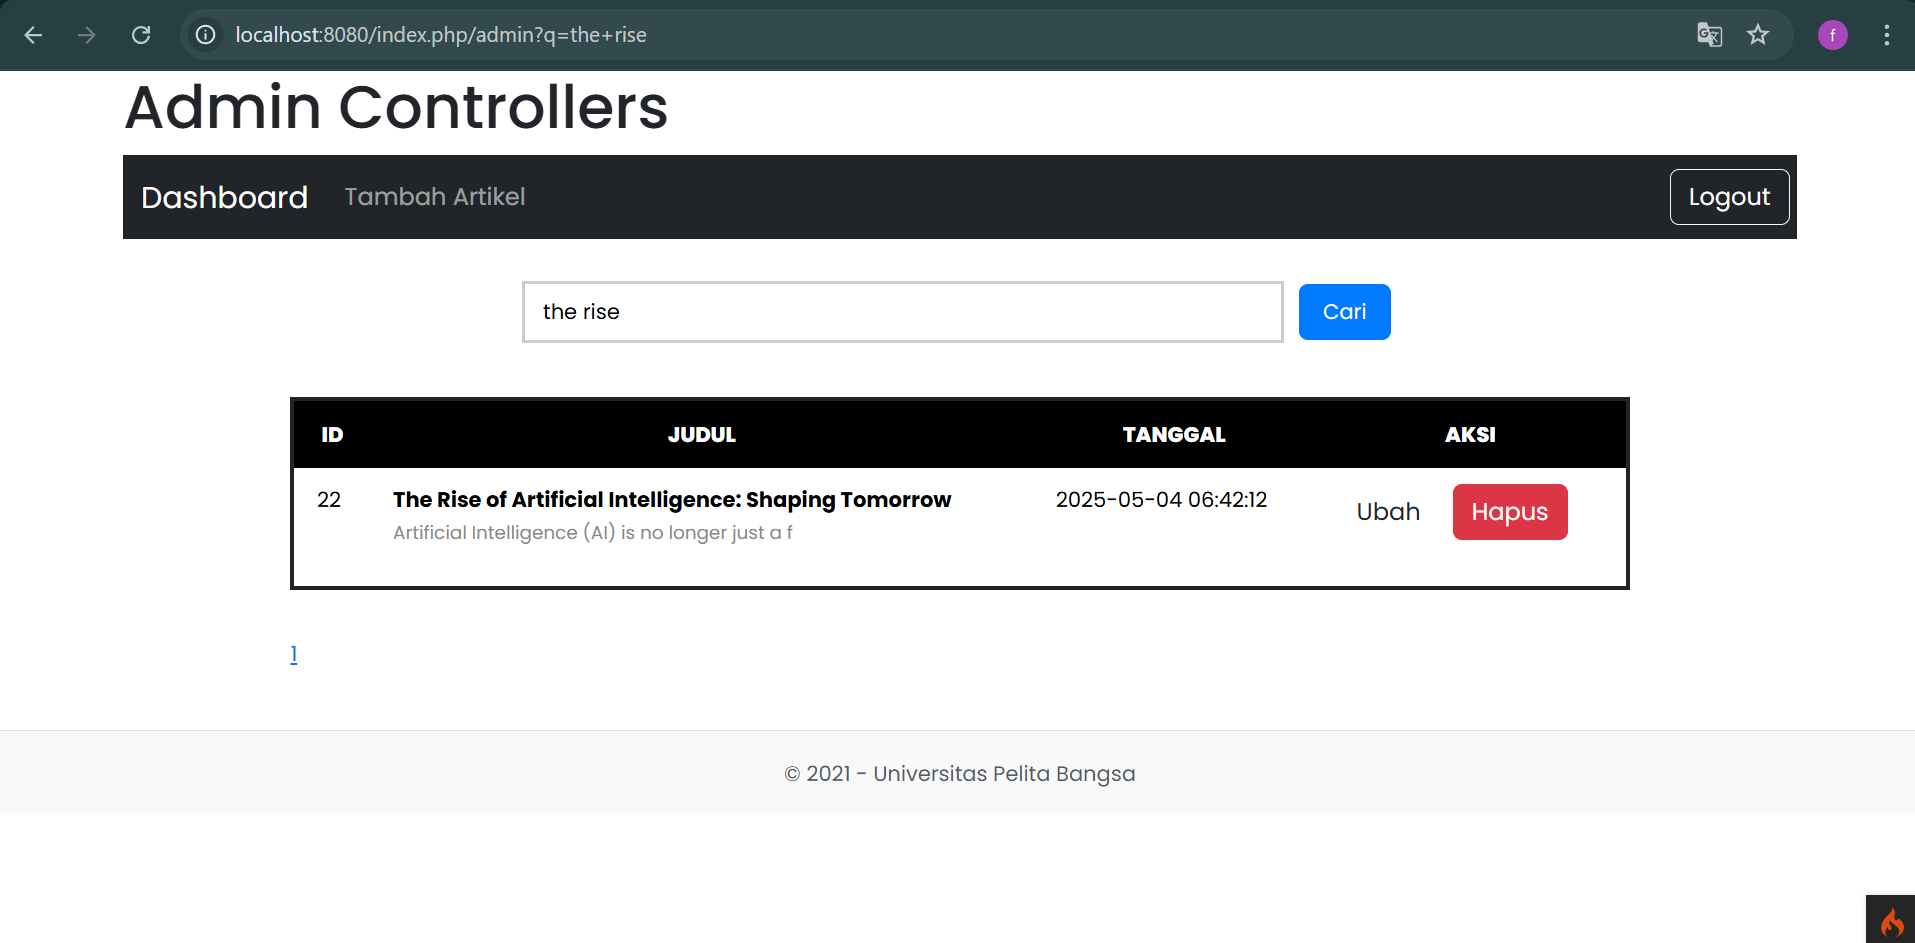 localhost:8080/index.php/admin?q=the+rise
f
Admin Controllers
Dashboard Tambah Artikel Logout
the rise Cari
ID JUDUL TANGGAL AKSI
22 The Rise of Artificial Intelligence: Shaping Tomorrow 2025-05-04 06:42:12 Ubah Hapus
Artificial Intelligence (AI) is no longer just a f
1
© 2021 - Universitas Pelita Bangsa